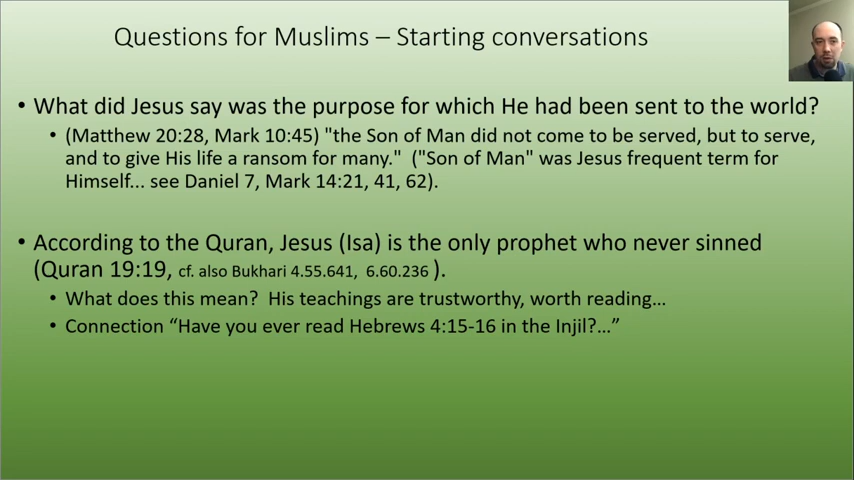 Questions for Muslims – Starting conversations
• What did Jesus say was the purpose for which He had been sent to the world?
• (Matthew 20:28, Mark 10:45) "the Son of Man did not come to be served, but to serve,
and to give His life a ransom for many." ("Son of Man" was Jesus frequent term for
Himself... see Daniel 7, Mark 14:21, 41, 62).
• According to the Quran, Jesus (Isa) is the only prophet who never sinned
(Quran 19:19, cf. also Bukhari 4.55.641, 6.60.236 ).
• What does this mean? His teachings are trustworthy, worth reading…
• Connection “Have you ever read Hebrews 4:15-16 in the Injil?…”